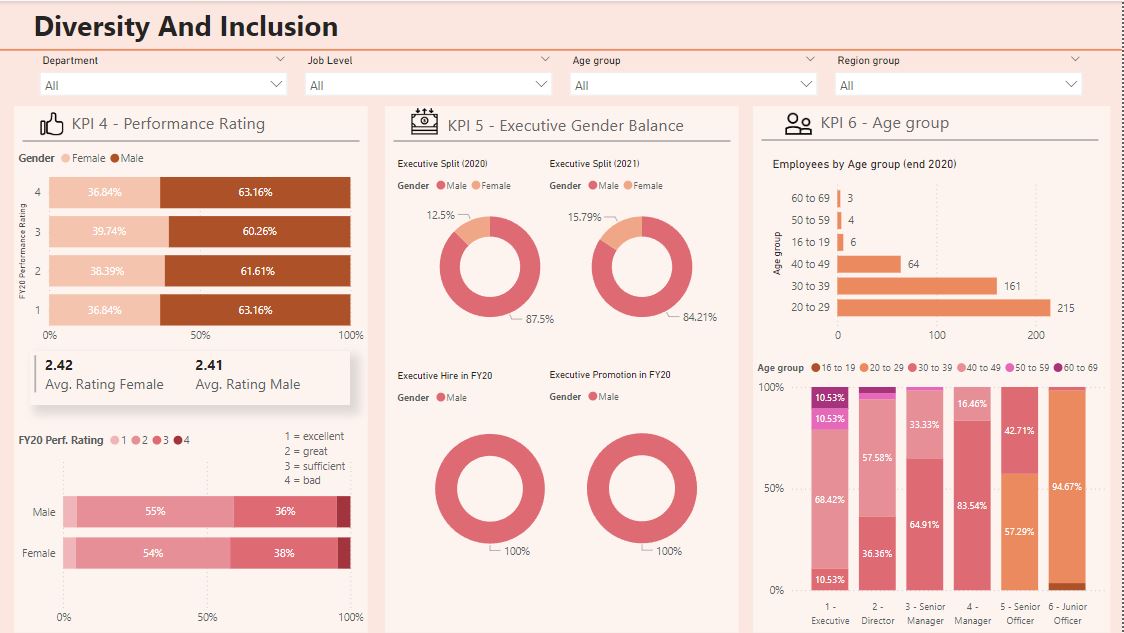 Diversity And Inclusion
Department
Job Level
Age group
Region group
All
All
All
All
KPI 4 - Performance Rating
Gender Female Male
FY20 Performance Rating
4 36.84% 63.16%
3 39.74% 60.26%
2 38.39% 61.61%
1 36.84% 63.16%
0% 50% 100%
2.42
Avg. Rating Female
2.41
Avg. Rating Male
FY20 Perf. Rating 1 2 3 4
1 = excellent
2 = great
3 = sufficient
4 = bad
Male 55% 36%
Female 54% 38%
0% 50% 100%
KPI 5 - Executive Gender Balance
Executive Split (2020)
Gender Male Female
12.5%
87.5%
Executive Split (2021)
Gender Male Female
15.79%
84.21%
Executive Hire in FY20
Gender Male
100%
Executive Promotion in FY20
Gender Male
100%
KPI 6 - Age group
Employees by Age group (end 2020)
Age group
60 to 69 3
50 to 59 4
16 to 19 6
40 to 49 64
30 to 39 161
20 to 29 215
0 100 200
Age group 16 to 19 20 to 29 30 to 39 40 to 49 50 to 59 60 to 69
100%
50%
0%
10.53%
10.53%
68.42%
10.53%
57.58%
36.36%
33.33%
64.91%
16.46%
83.54%
42.71%
57.29%
94.67%
1 -
Executive
2 -
Director
3 - Senior
Manager
4 -
Manager
5 - Senior
Officer
6 - Junior
Officer